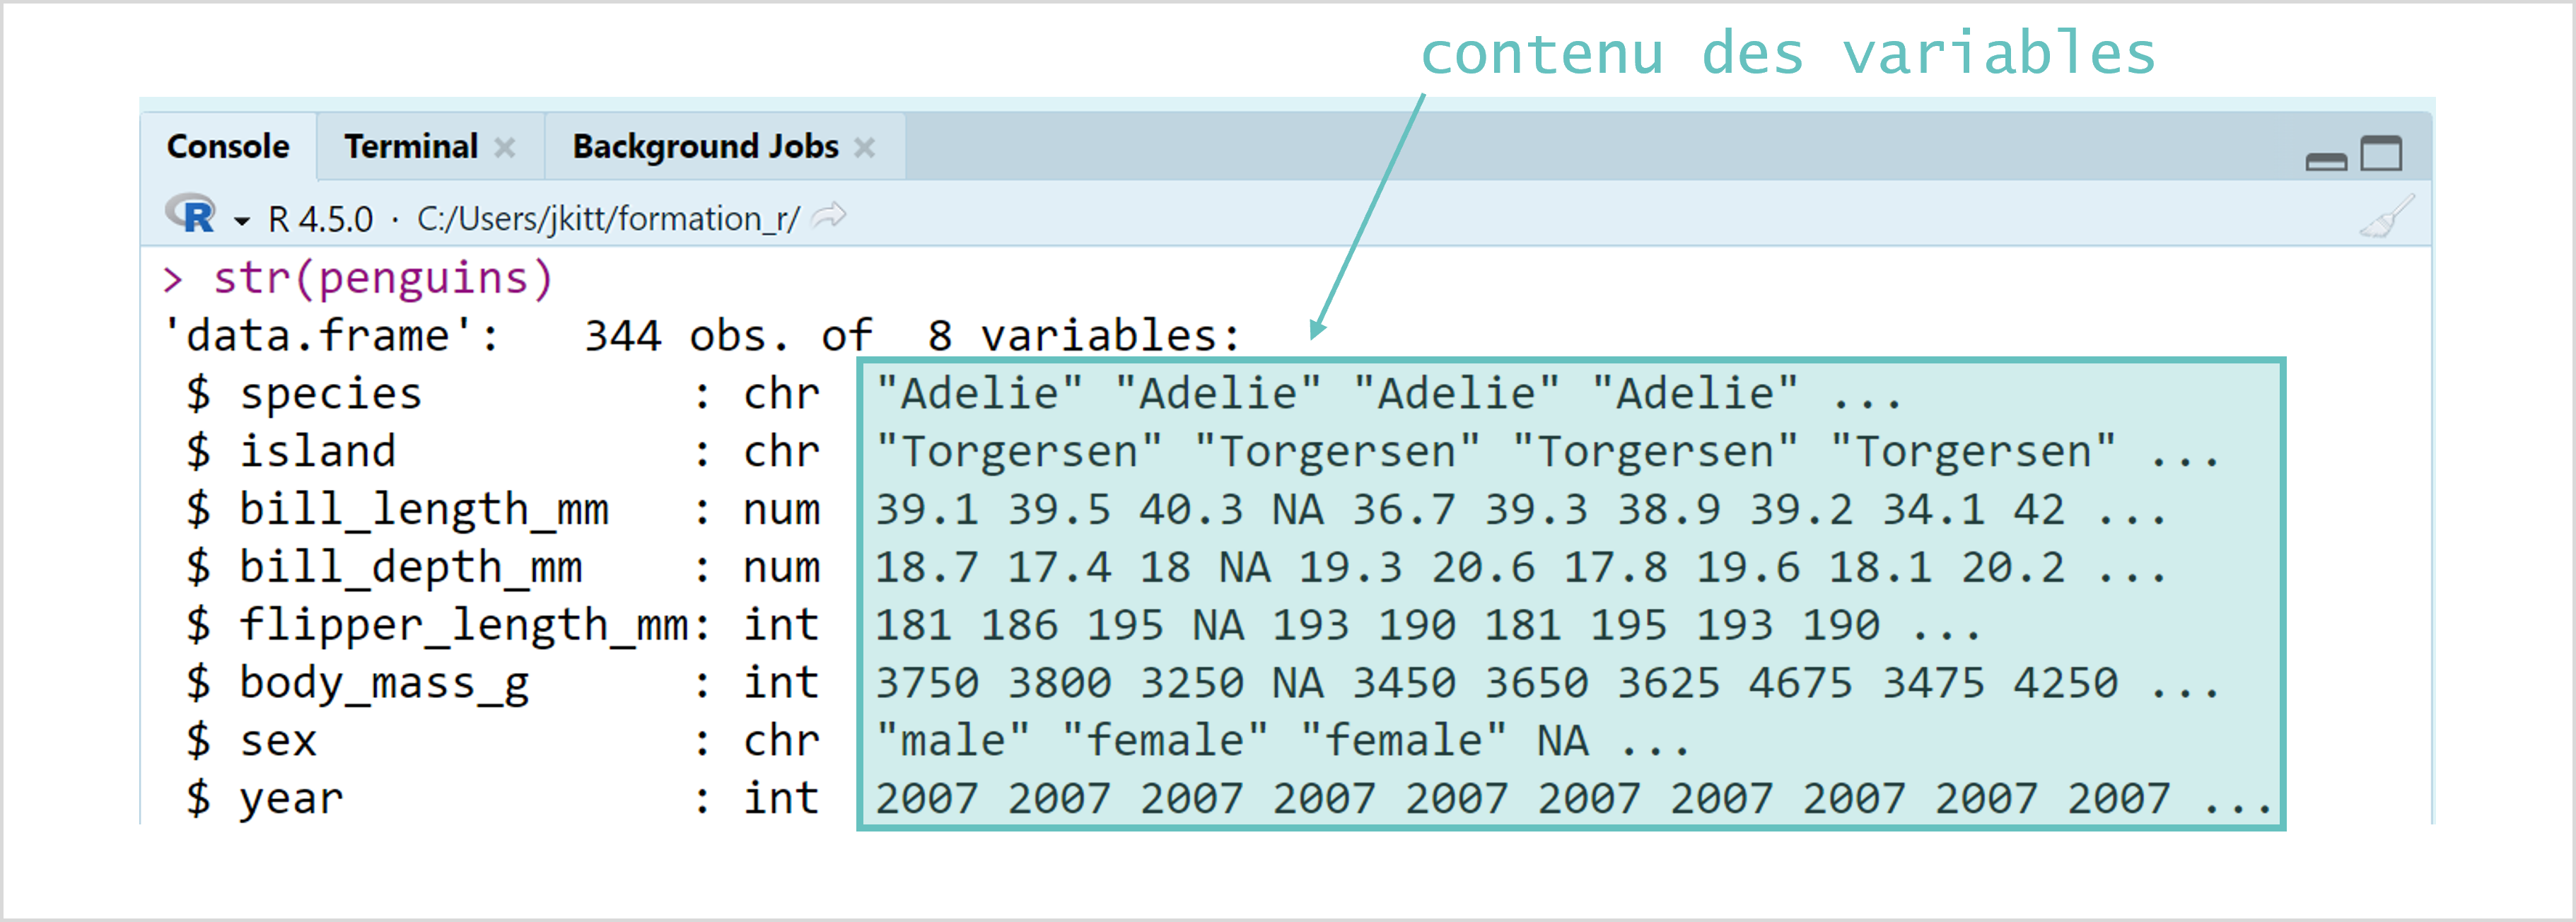 contenu des variables
Console Terminal Background Jobs
R R 4.5.0 · C:/Users/jkitt/formation_r/
> str(penguins)
'data.frame':   344 obs. of  8 variables:
 $ species          : chr  "Adelie" "Adelie" "Adelie" "Adelie" ...
 $ island           : chr  "Torgersen" "Torgersen" "Torgersen" "Torgersen" ...
 $ bill_length_mm   : num  39.1 39.5 40.3 NA 36.7 39.3 38.9 39.2 34.1 42 ...
 $ bill_depth_mm    : num  18.7 17.4 18 NA 19.3 20.6 17.8 19.6 18.1 20.2 ...
 $ flipper_length_mm: int  181 186 195 NA 193 190 181 195 193 190 ...
 $ body_mass_g      : int  3750 3800 3250 NA 3450 3650 3625 4675 3475 4250 ...
 $ sex              : chr  "male" "female" "female" NA ...
 $ year             : int  2007 2007 2007 2007 2007 2007 2007 2007 2007 2007 ...